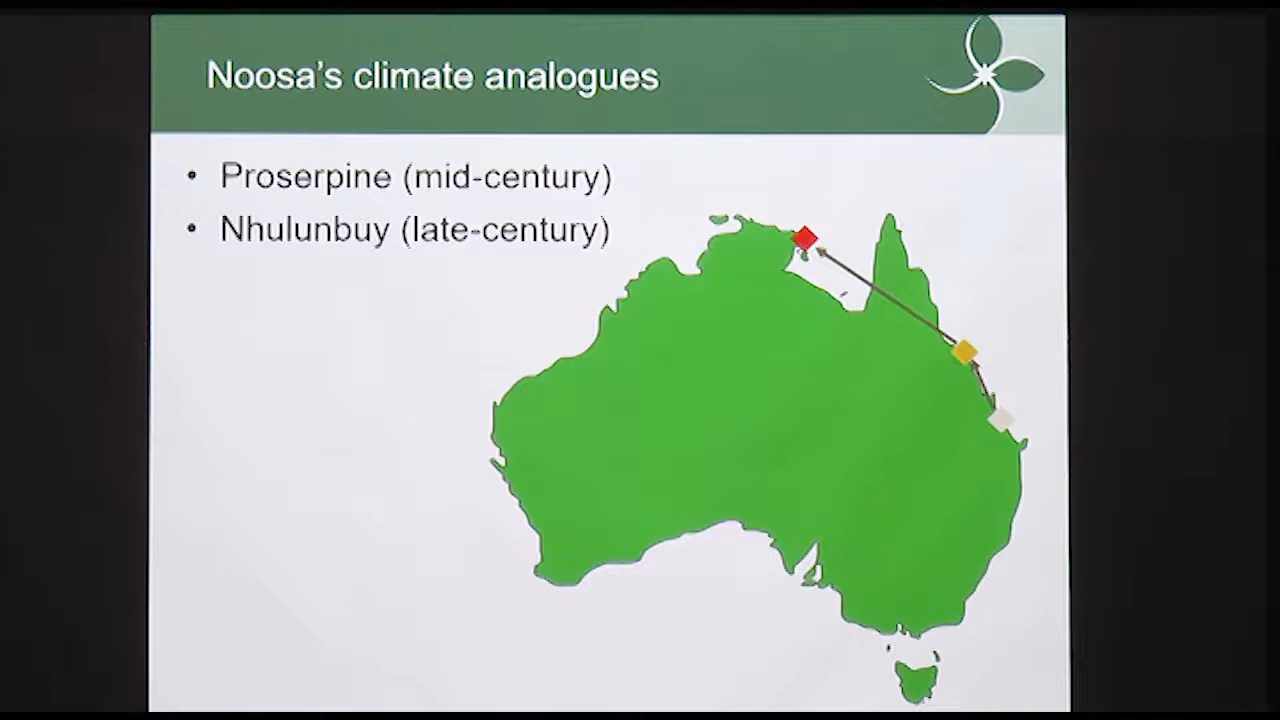 Noosa's climate analogues
• Proserpine (mid-century)
• Nhulunbuy (late-century)